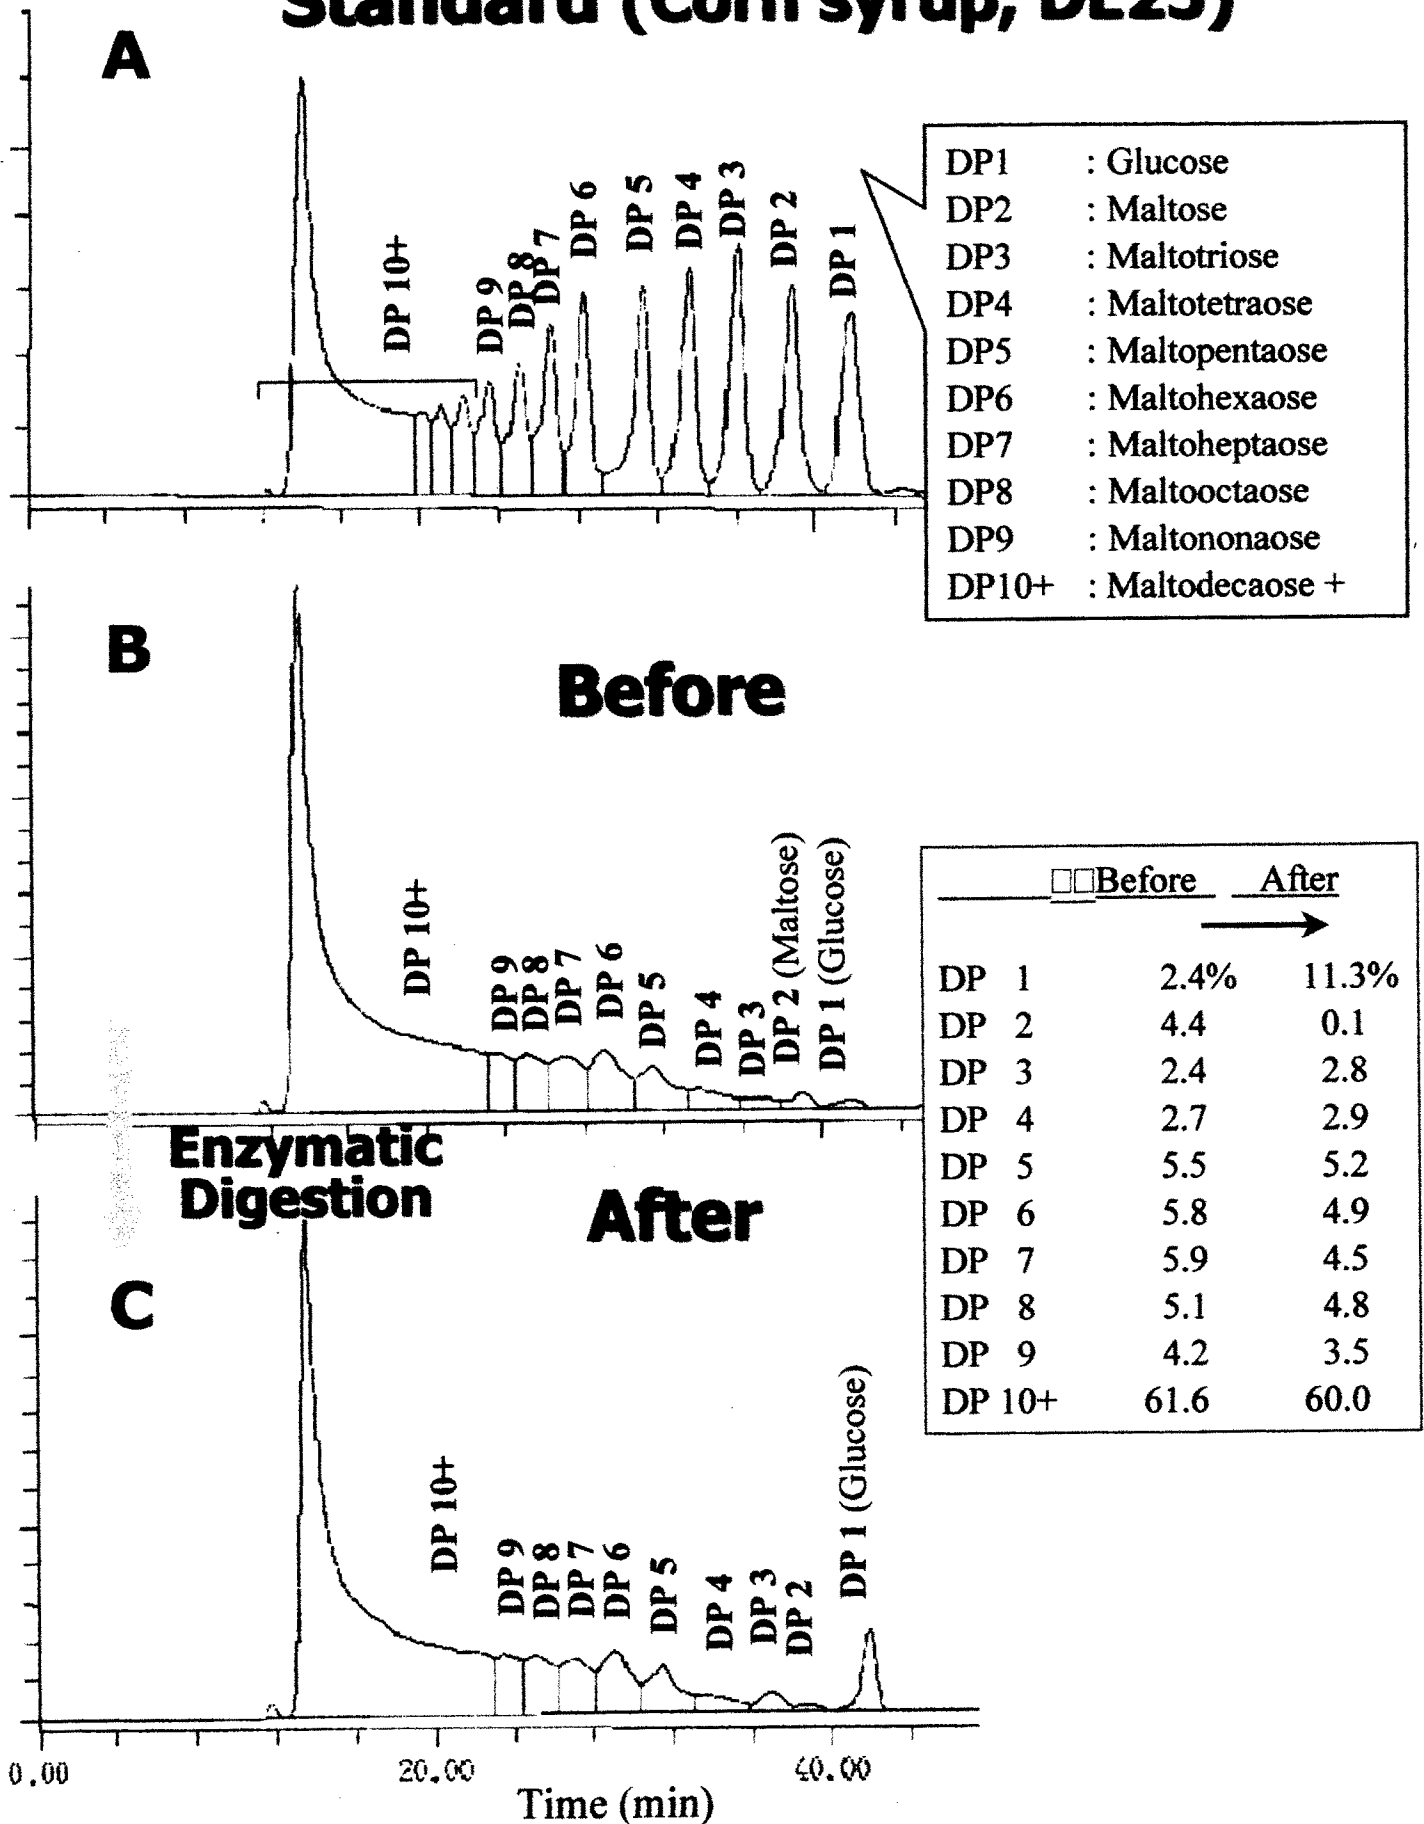 Standard (Corn syrup, DE25)
A
DP 10+
DP 9
DP 8
DP 7
DP 6
DP 5
DP 4
DP 3
DP 2
DP 1
DP1 : Glucose
DP2 : Maltose
DP3 : Maltotriose
DP4 : Maltotetraose
DP5 : Maltopentaose
DP6 : Maltohexaose
DP7 : Maltoheptaose
DP8 : Maltooctaose
DP9 : Maltononaose
DP10+ : Maltodecaose +
B
Before
DP 10+
DP 9
DP 8
DP 7
DP 6
DP 5
DP 4
DP 3
DP 2 (Maltose)
DP 1 (Glucose)
□□Before After
DP 1 2.4% 11.3%
DP 2 4.4 0.1
DP 3 2.4 2.8
DP 4 2.7 2.9
DP 5 5.5 5.2
DP 6 5.8 4.9
DP 7 5.9 4.5
DP 8 5.1 4.8
DP 9 4.2 3.5
DP 10+ 61.6 60.0
Enzymatic
Digestion
After
C
DP 10+
DP 9
DP 8
DP 7
DP 6
DP 5
DP 4
DP 3
DP 2
DP 1 (Glucose)
0.00 20.00 40.00
Time (min)